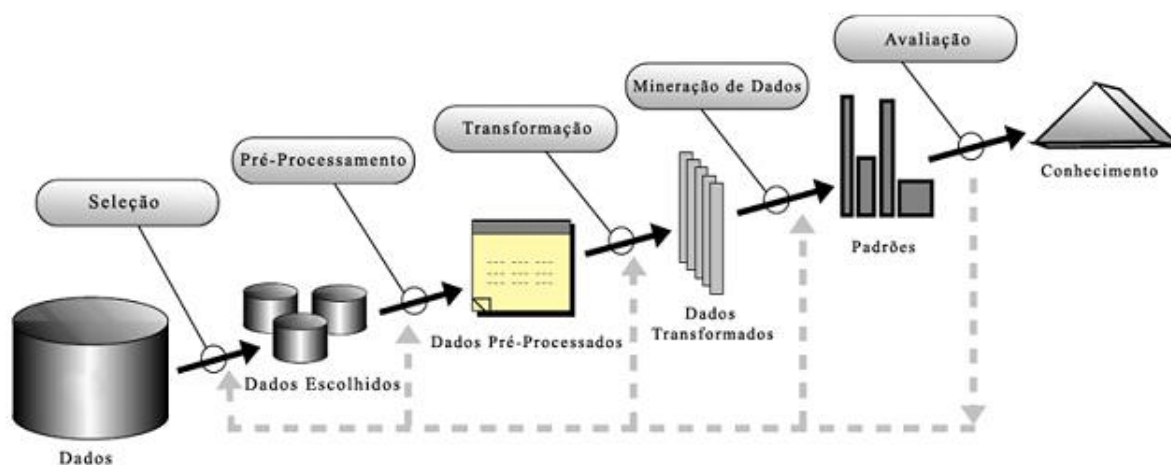 Avaliação
Mineração de Dados
Transformação
Pré-Processamento
Seleção
Conhecimento
Padrões
Dados
Transformados
Dados Pré-Processados
Dados Escolhidos
Dados